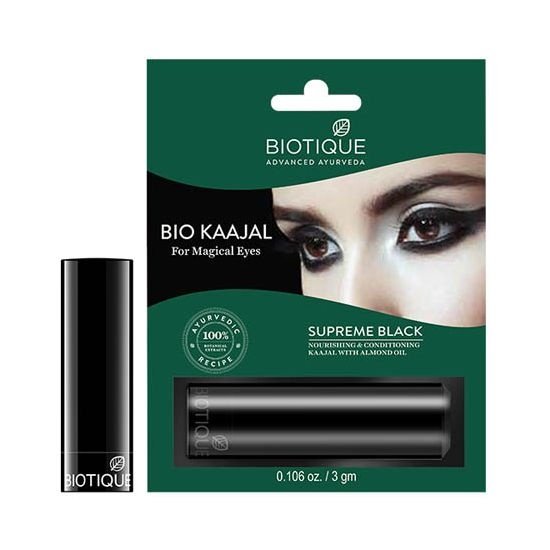 BIOTIQUE
ADVANCED AYURVEDA
BIO KAAJAL
For Magical Eyes
AYURVEDIC
100%
BOTANICAL
EXTRACTS
RECIPE
SUPREME BLACK
NOURISHING & CONDITIONING
KAAJAL WITH ALMOND OIL
BIOTIQUE
0.106 oz. / 3 gm
BIOTIQUE